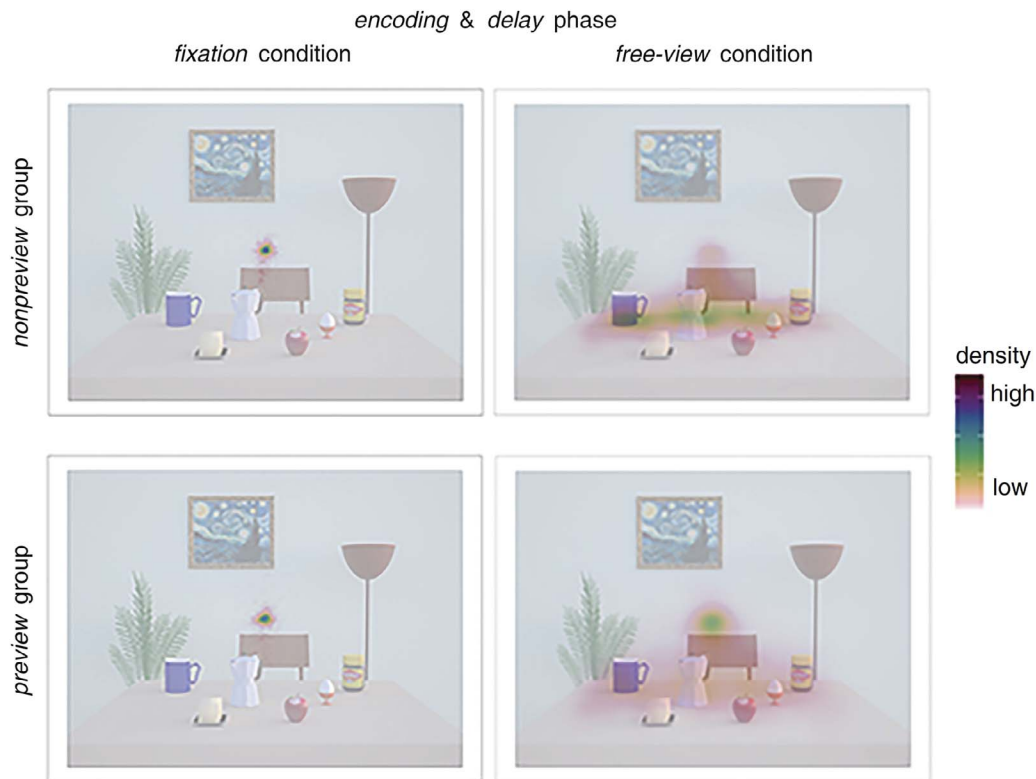 encoding & delay phase
fixation condition
free-view condition
nonpreview group
preview group
density
high
low